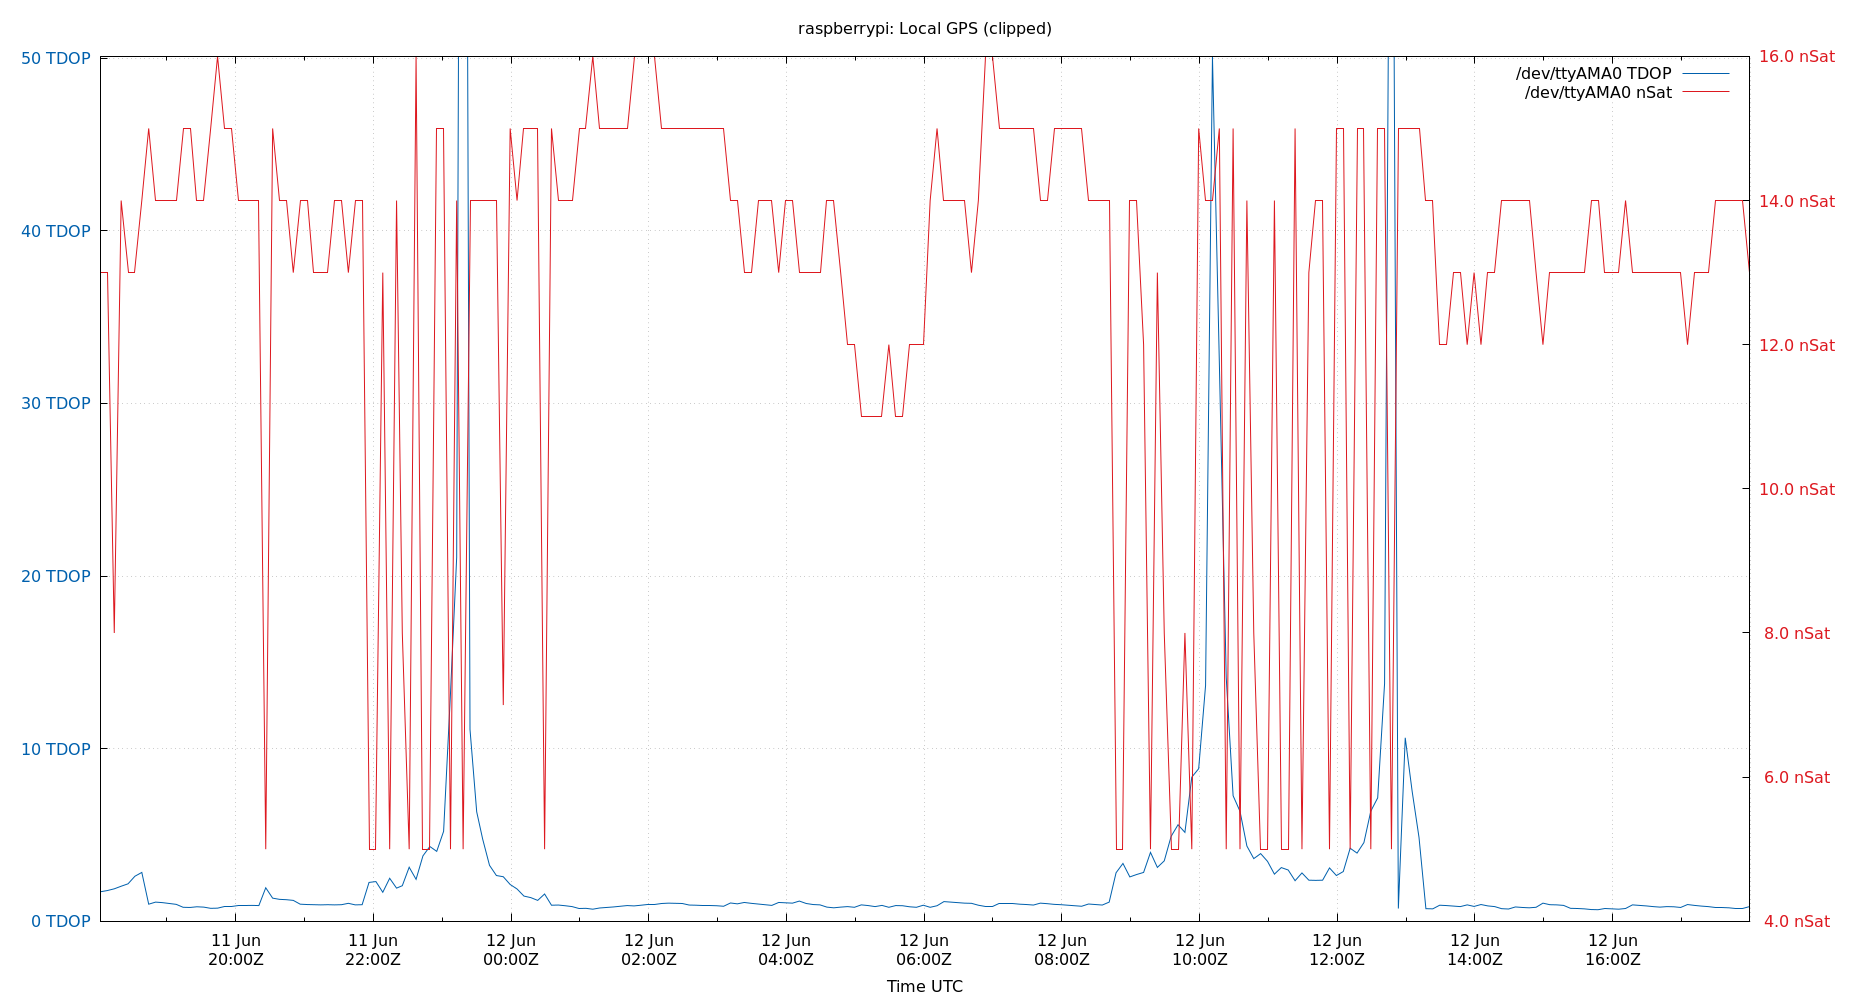 raspberrypi: Local GPS (clipped)
50 TDOP
40 TDOP
30 TDOP
20 TDOP
10 TDOP
0 TDOP
16.0 nSat
14.0 nSat
12.0 nSat
10.0 nSat
8.0 nSat
6.0 nSat
4.0 nSat
/dev/ttyAMA0 TDOP
/dev/ttyAMA0 nSat
11 Jun
20:00Z
11 Jun
22:00Z
12 Jun
00:00Z
12 Jun
02:00Z
12 Jun
04:00Z
12 Jun
06:00Z
12 Jun
08:00Z
12 Jun
10:00Z
12 Jun
12:00Z
12 Jun
14:00Z
12 Jun
16:00Z
Time UTC